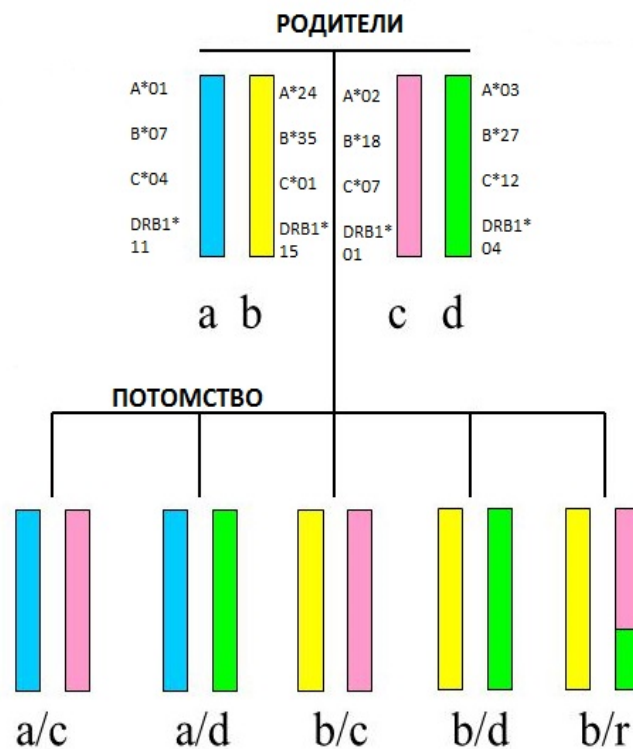 РОДИТЕЛИ
A*01
B*07
C*04
DRB1*
11
A*24
B*35
C*01
DRB1*
15
A*02
B*18
C*07
DRB1*
01
A*03
B*27
C*12
DRB1*
04
a b c d
ПОТОМСТВО
a/c a/d b/c b/d b/r